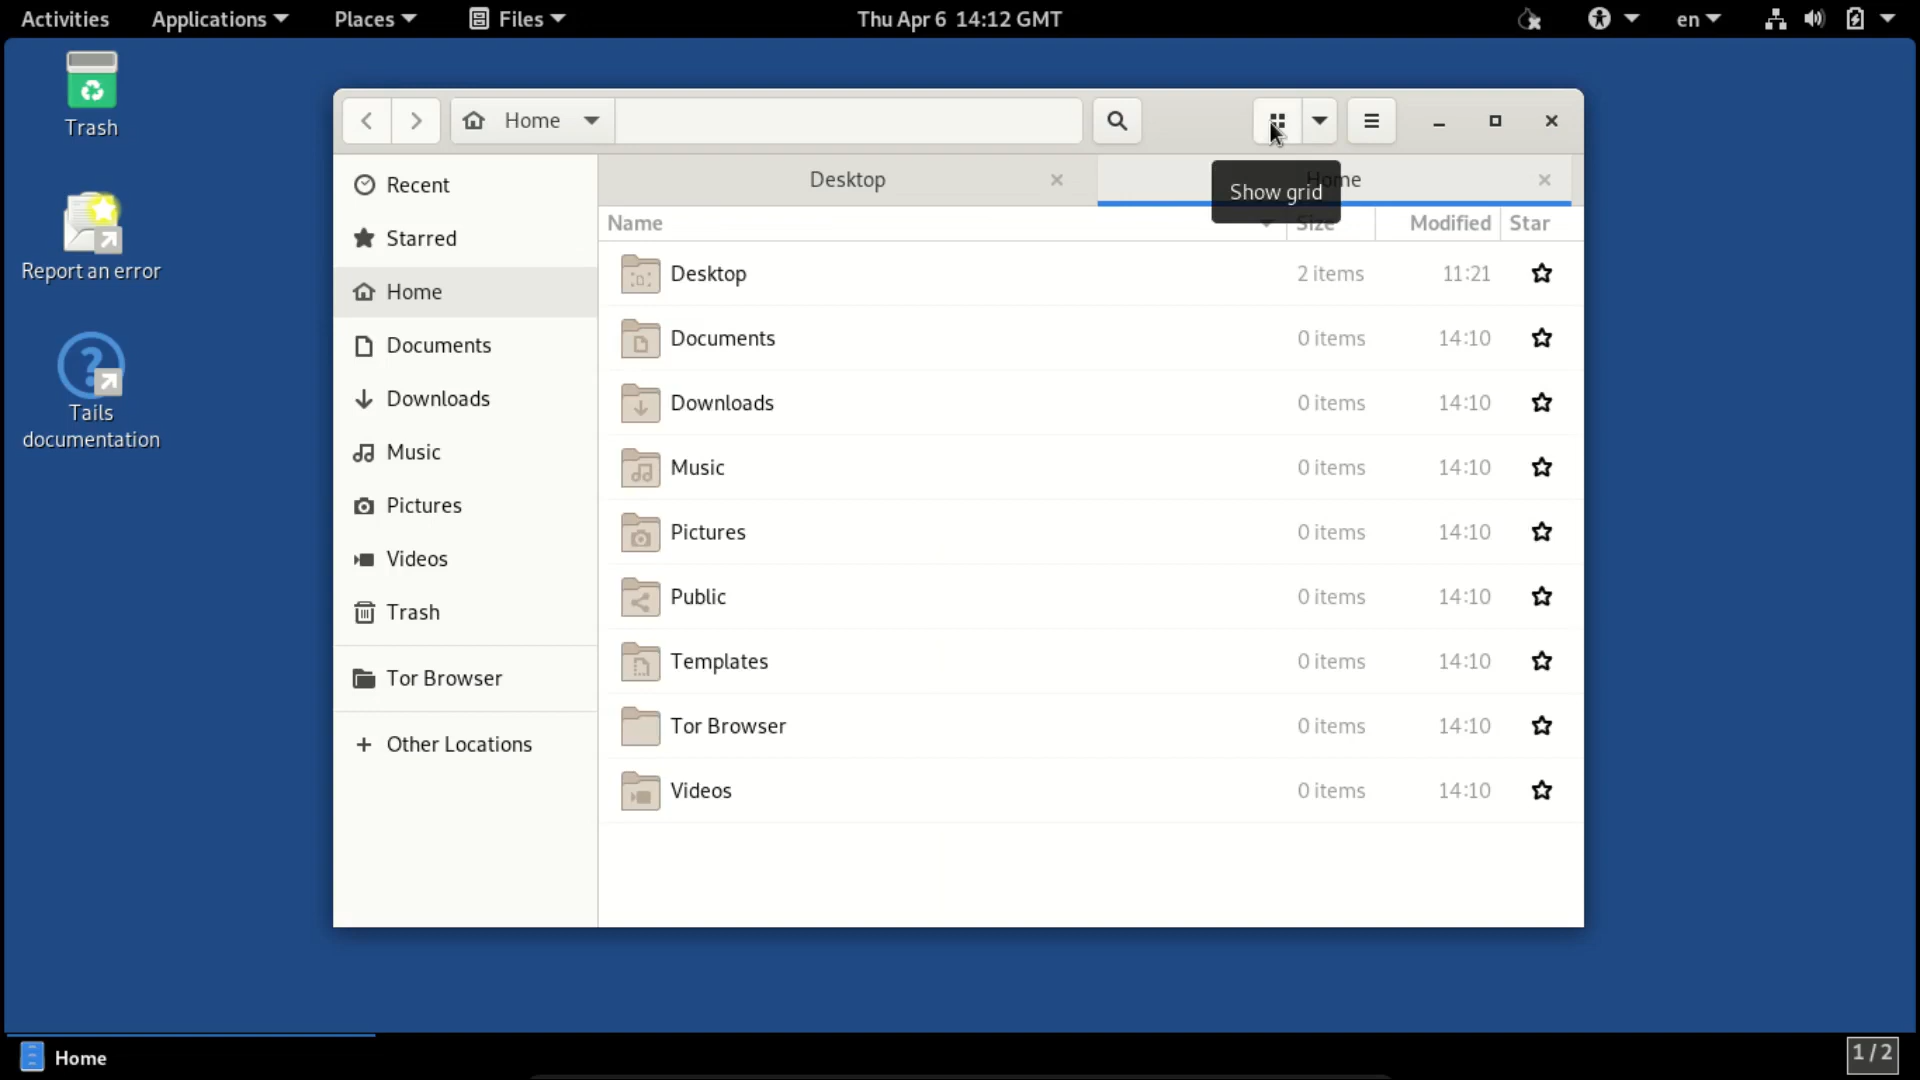 Activities Applications Places Files Thu Apr 6 14:12 GMT en
Trash
Report an error
Tails
documentation
Home
Desktop Home
Show grid
Recent
Starred
Home
Documents
Downloads
Music
Pictures
Videos
Trash
Tor Browser
Other Locations
Name Size Modified Star
Desktop 2 items 11:21
Documents 0 items 14:10
Downloads 0 items 14:10
Music 0 items 14:10
Pictures 0 items 14:10
Public 0 items 14:10
Templates 0 items 14:10
Tor Browser 0 items 14:10
Videos 0 items 14:10
Home 1 / 2